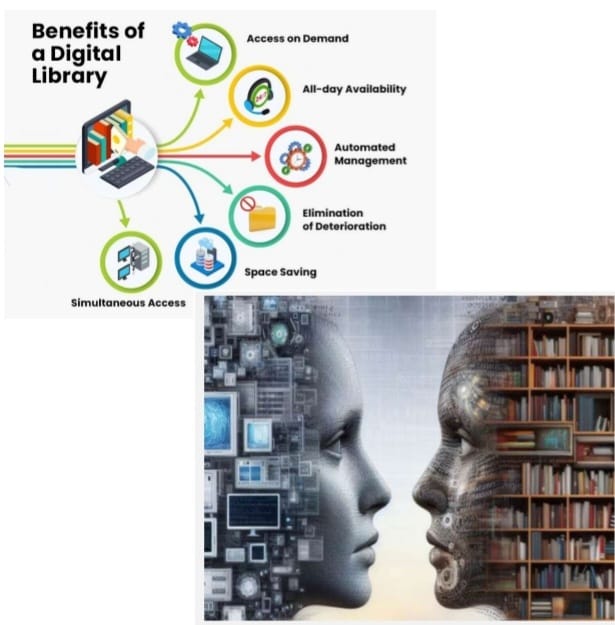 Benefits of
a Digital
Library
Access on Demand
All-day Availability
Automated
Management
Elimination
of Deterioration
Space Saving
Simultaneous Access